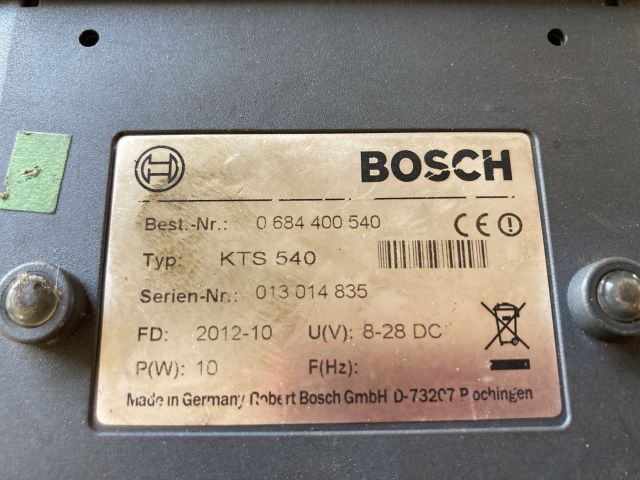 BOSCH
Best.-Nr.: 0 684 400 540
Typ: KTS 540
Serien-Nr.: 013 014 835
FD: 2012-10 U(V): 8-28 DC
P(W): 10 F(Hz):
Made in Germany Robert Bosch GmbH D-73207 Plochingen